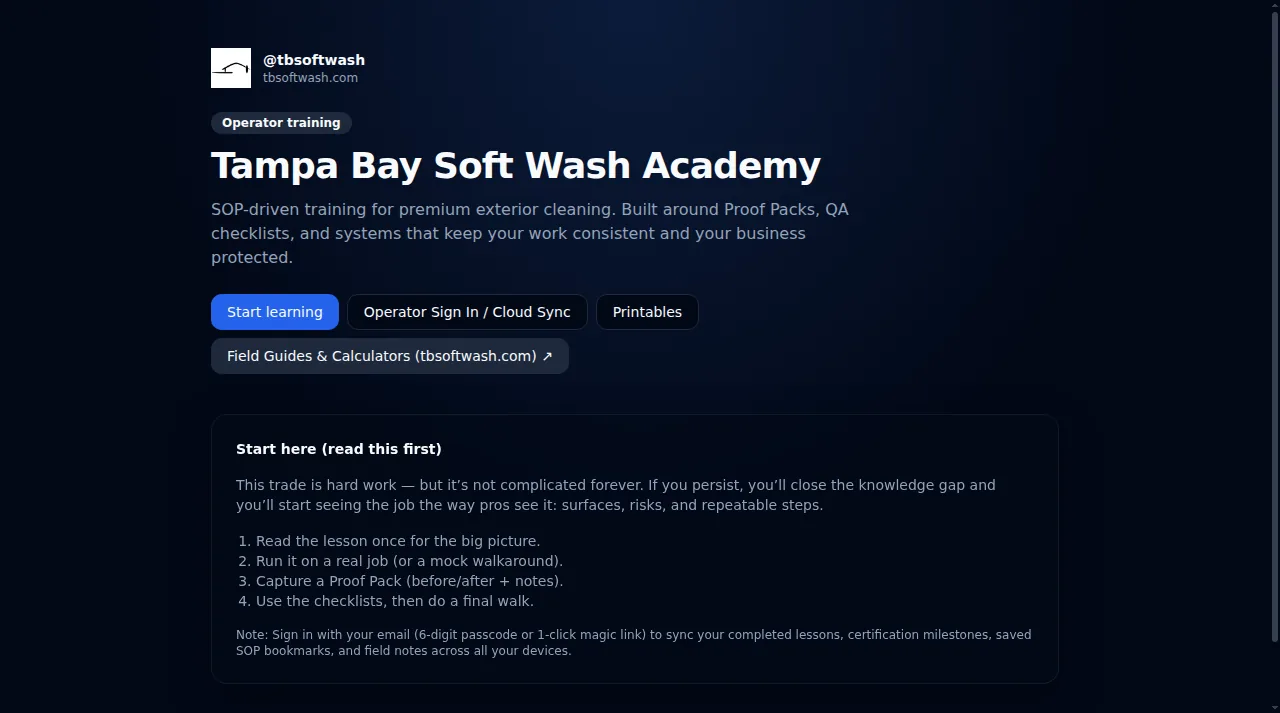 @tbsoftwash
tbsoftwash.com
Operator training
Tampa Bay Soft Wash Academy
SOP-driven training for premium exterior cleaning. Built around Proof Packs, QA
checklists, and systems that keep your work consistent and your business
protected.
Start learning
Operator Sign In / Cloud Sync
Printables
Field Guides & Calculators (tbsoftwash.com) ↗
Start here (read this first)
This trade is hard work — but it’s not complicated forever. If you persist, you’ll close the knowledge gap and
you’ll start seeing the job the way pros see it: surfaces, risks, and repeatable steps.
1. Read the lesson once for the big picture.
2. Run it on a real job (or a mock walkaround).
3. Capture a Proof Pack (before/after + notes).
4. Use the checklists, then do a final walk.
Note: Sign in with your email (6-digit passcode or 1-click magic link) to sync your completed lessons, certification milestones, saved
SOP bookmarks, and field notes across all your devices.